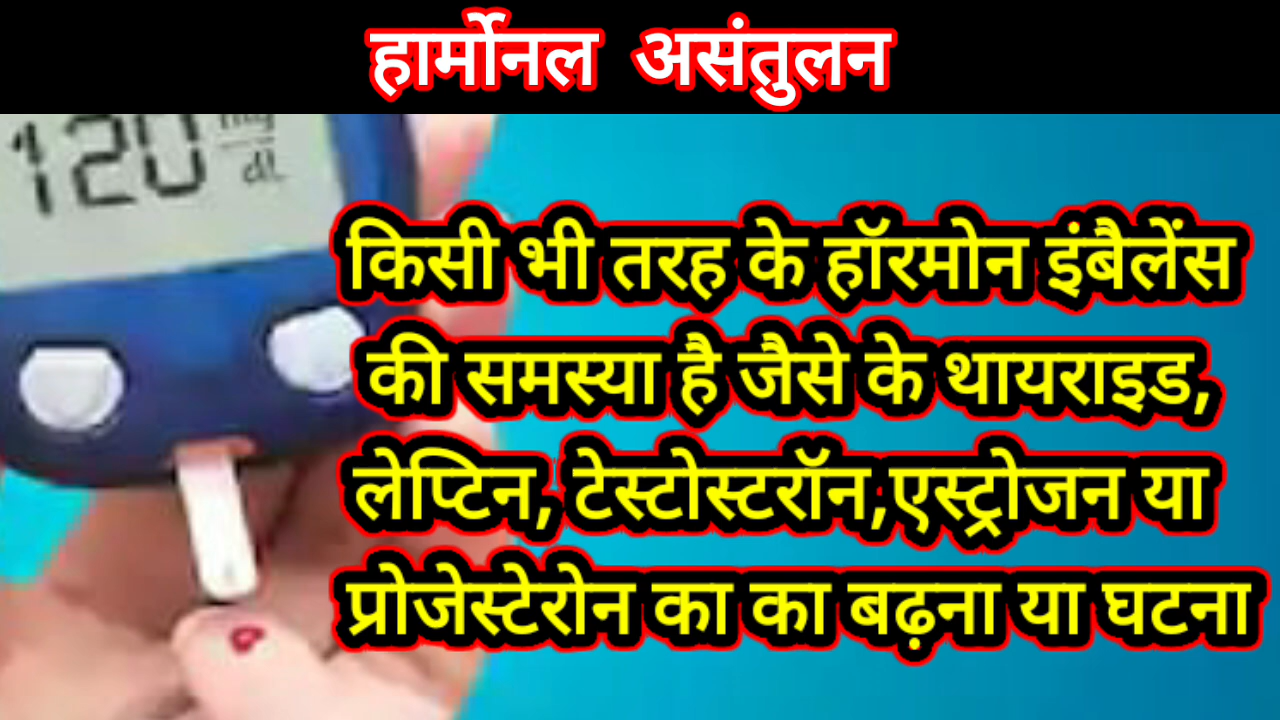 हार्मोनल असंतुलन
120 mg
dL
किसी भी तरह के हॉरमोन इंबैलेंस
की समस्या है जैसे के थायराइड,
लेप्टिन, टेस्टोस्टरॉन,एस्ट्रोजन या
प्रोजेस्टेरोन का का बढ़ना या घटना